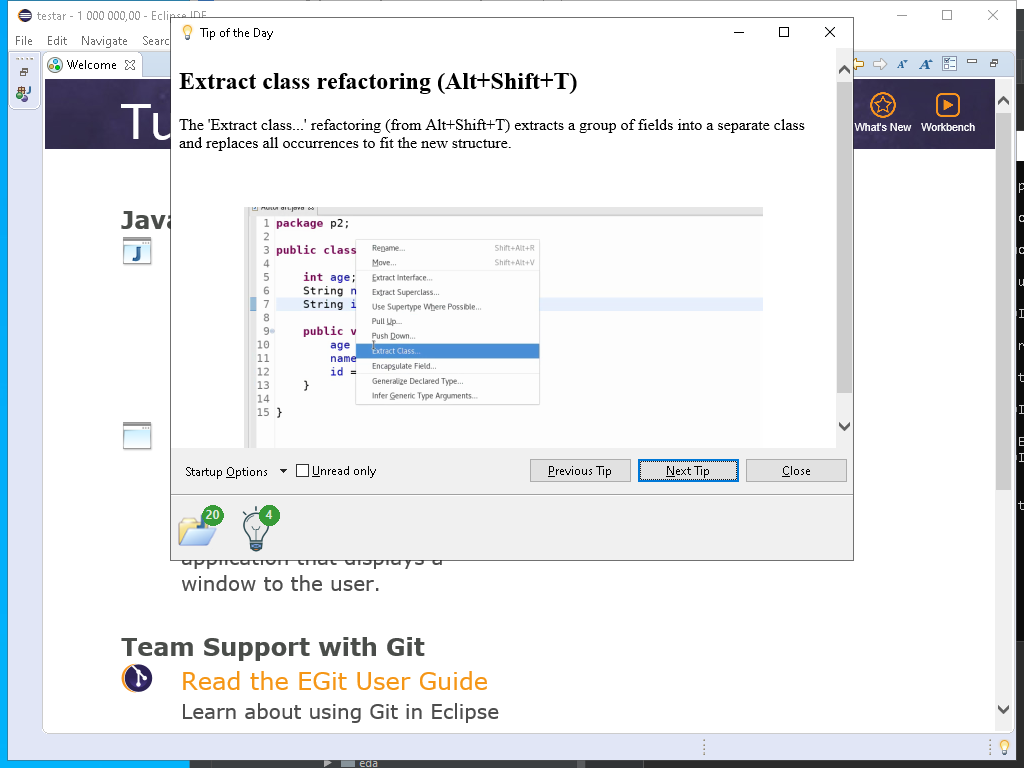 testar - 1 000 000,00 - Eclipse IDE
File Edit Navigate Searc
Welcome
Tip of the Day
Extract class refactoring (Alt+Shift+T)
The 'Extract class...' refactoring (from Alt+Shift+T) extracts a group of fields into a separate class
and replaces all occurrences to fit the new structure.
What's New Workbench
Tu
Java
1 package p2;
2
3 public class
4
5 int age;
6 String n
7 String i
8
9 public v
10 age
11 name
12 id =
13 }
14
15 }
Rename... Shift+Alt+R
Move... Shift+Alt+V
Extract Interface...
Extract Superclass...
Use Supertype Where Possible...
Pull Up...
Push Down...
Extract Class...
Encapsulate Field...
Generalize Declared Type...
Infer Generic Type Arguments...
Startup Options Unread only Previous Tip Next Tip Close
20 4
application that displays a
window to the user.
Team Support with Git
Read the EGit User Guide
Learn about using Git in Eclipse
eda